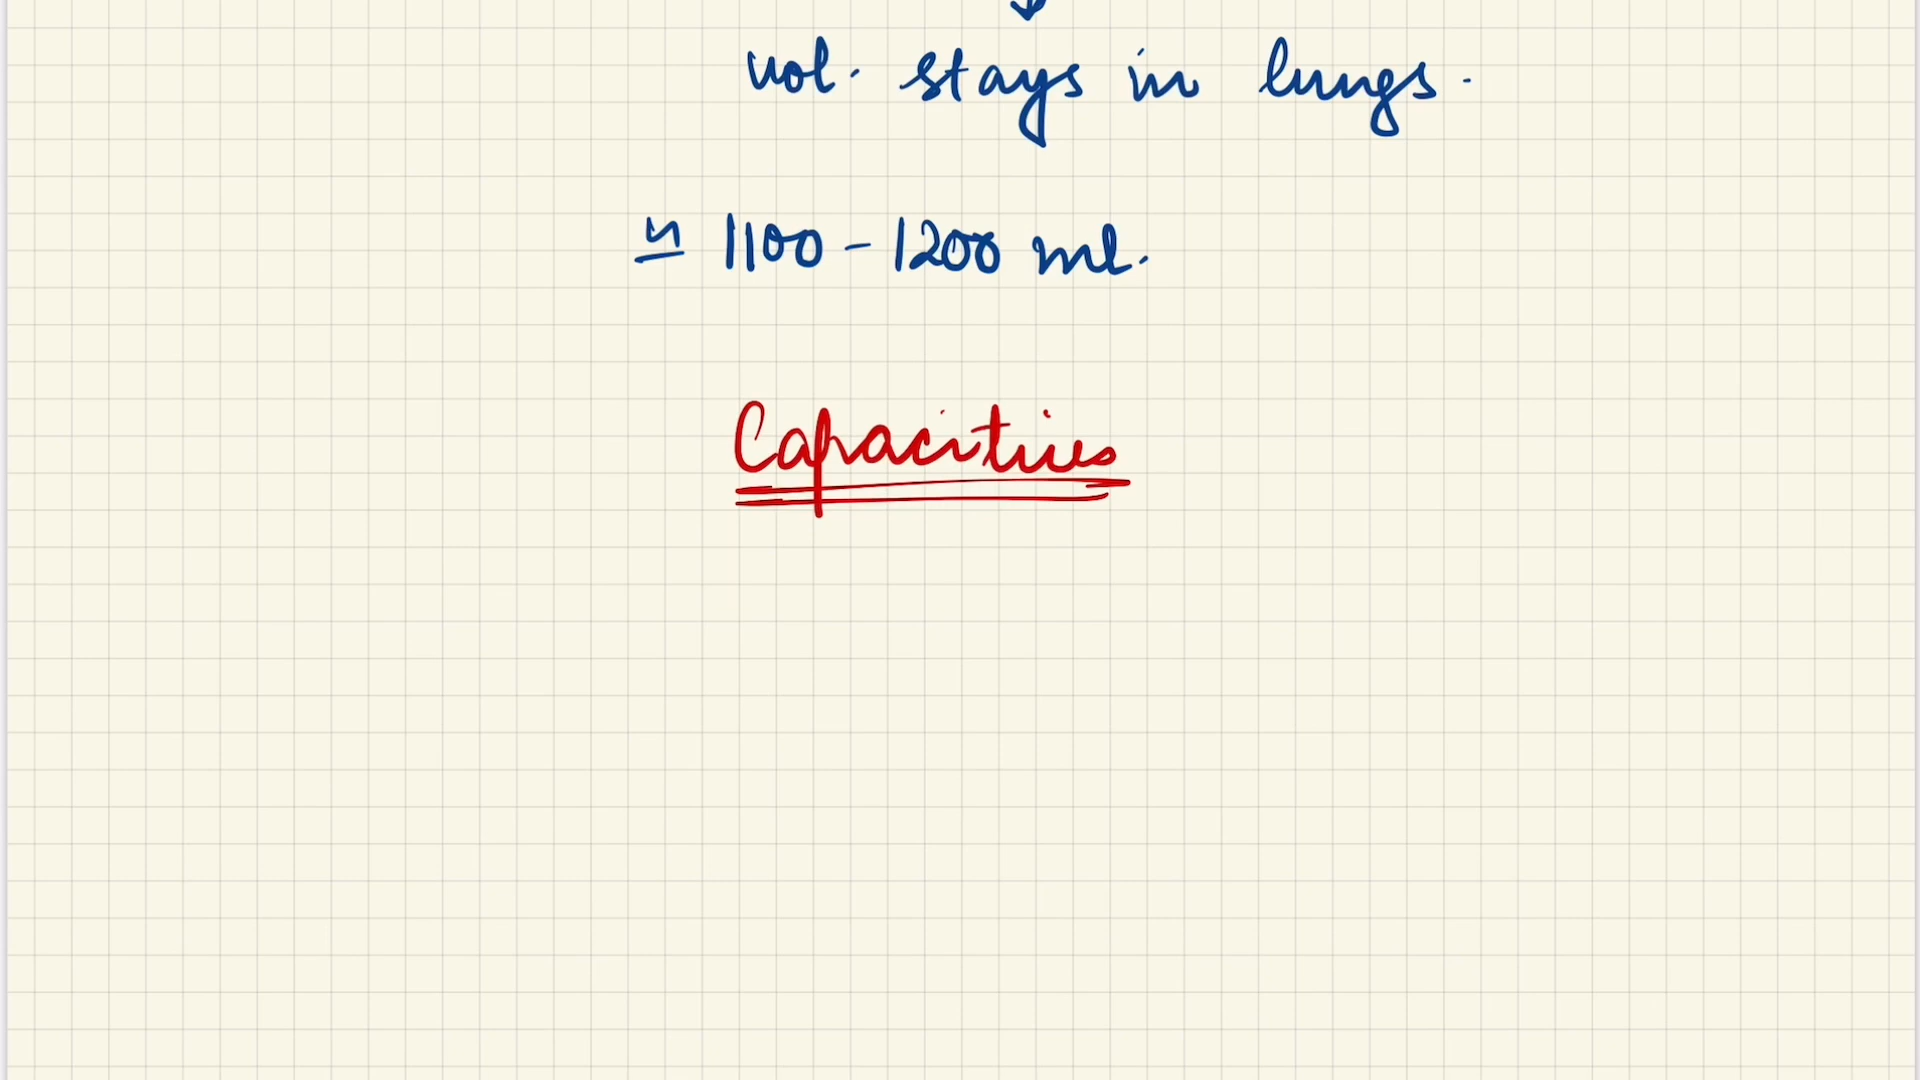 ↓
vol. stays in lungs.
≃ 1100 - 1200 ml.
Capacities